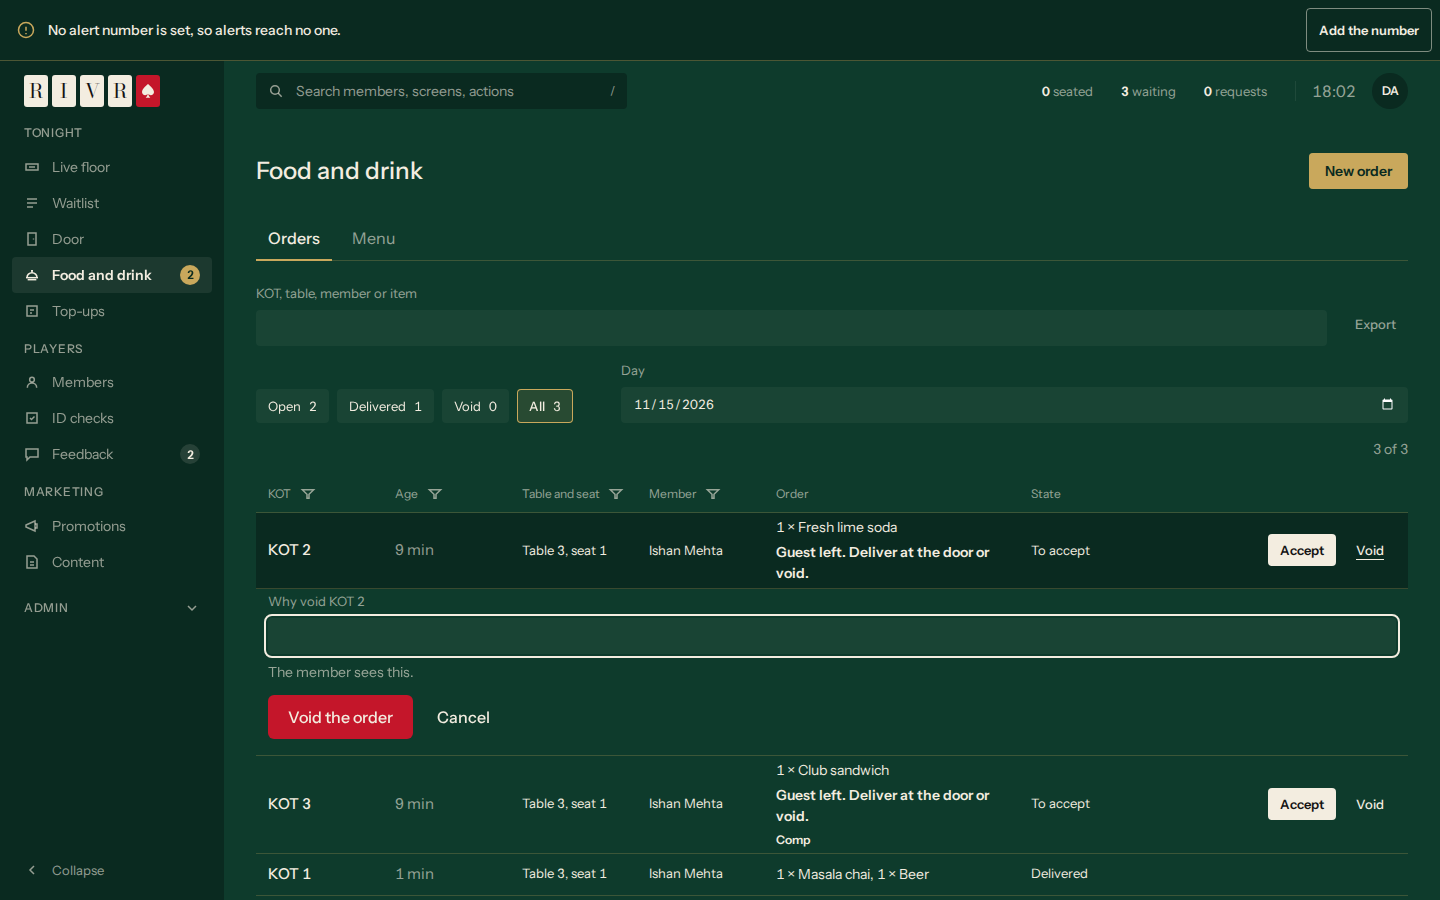 No alert number is set, so alerts reach no one.
Add the number
RIVR
Search members, screens, actions
/
0 seated
3 waiting
0 requests
18:02
DA
TONIGHT
Live floor
Waitlist
Door
Food and drink 2
Top-ups
PLAYERS
Members
ID checks
Feedback 2
MARKETING
Promotions
Content
ADMIN
Collapse
Food and drink
New order
Orders
Menu
KOT, table, member or item
Export
Open 2
Delivered 1
Void 0
All 3
Day
11/15/2026
3 of 3
KOT
Age
Table and seat
Member
Order
State
KOT 2
9 min
Table 3, seat 1
Ishan Mehta
1 × Fresh lime soda
Guest left. Deliver at the door or
void.
To accept
Accept
Void
Why void KOT 2
The member sees this.
Void the order
Cancel
KOT 3
9 min
Table 3, seat 1
Ishan Mehta
1 × Club sandwich
Guest left. Deliver at the door or
void.
Comp
To accept
Accept
Void
KOT 1
1 min
Table 3, seat 1
Ishan Mehta
1 × Masala chai, 1 × Beer
Delivered